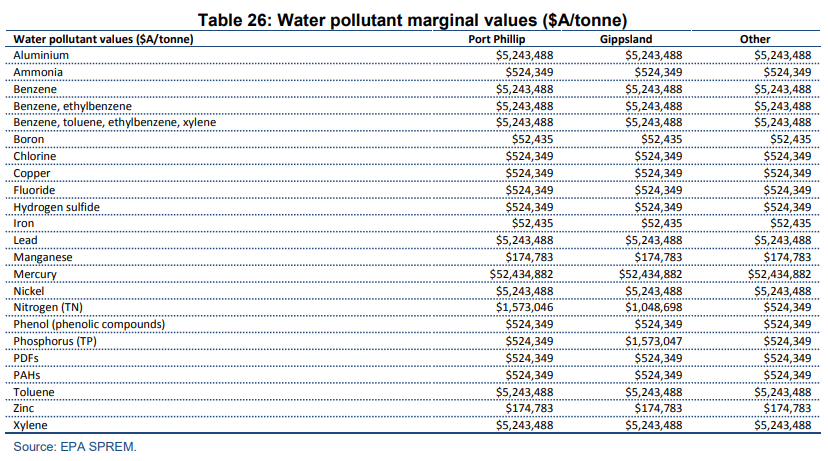 Table 26: Water pollutant marginal values ($A/tonne)
Water pollutant values ($A/tonne) Port Phillip Gippsland Other
Aluminium $5,243,488 $5,243,488 $5,243,488
Ammonia $524,349 $524,349 $524,349
Benzene $5,243,488 $5,243,488 $5,243,488
Benzene, ethylbenzene $5,243,488 $5,243,488 $5,243,488
Benzene, toluene, ethylbenzene, xylene $5,243,488 $5,243,488 $5,243,488
Boron $52,435 $52,435 $52,435
Chlorine $524,349 $524,349 $524,349
Copper $524,349 $524,349 $524,349
Fluoride $524,349 $524,349 $524,349
Hydrogen sulfide $524,349 $524,349 $524,349
Iron $52,435 $52,435 $52,435
Lead $5,243,488 $5,243,488 $5,243,488
Manganese $174,783 $174,783 $174,783
Mercury $52,434,882 $52,434,882 $52,434,882
Nickel $5,243,488 $5,243,488 $5,243,488
Nitrogen (TN) $1,573,046 $1,048,698 $524,349
Phenol (phenolic compounds) $524,349 $524,349 $524,349
Phosphorus (TP) $524,349 $1,573,047 $524,349
PDFs $524,349 $524,349 $524,349
PAHs $524,349 $524,349 $524,349
Toluene $5,243,488 $5,243,488 $5,243,488
Zinc $174,783 $174,783 $174,783
Xylene $5,243,488 $5,243,488 $5,243,488
Source: EPA SPREM.